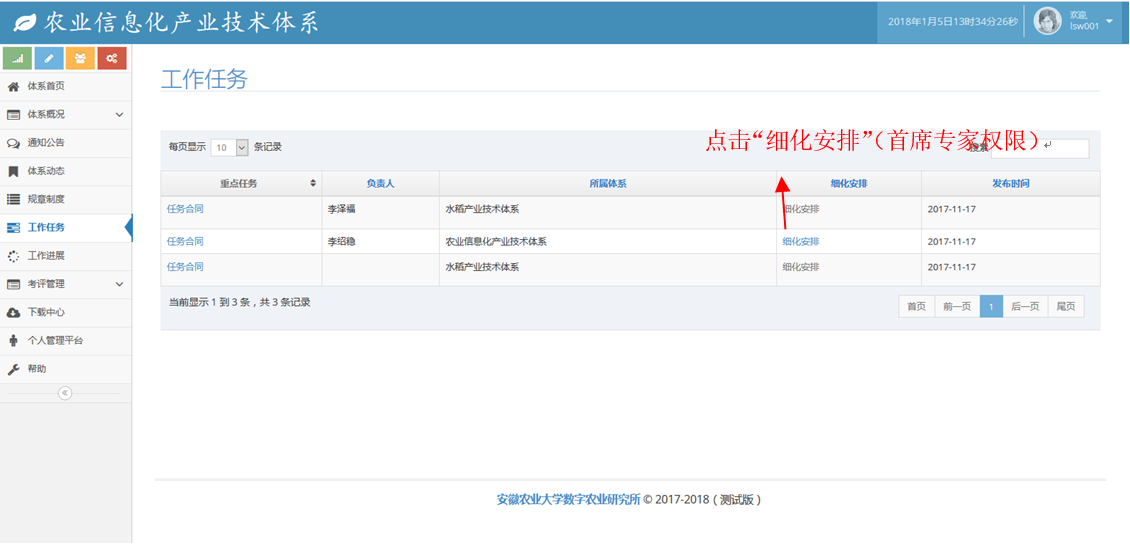 农业信息化产业技术体系
2018年1月5日13时34分26秒
欢迎,
lsw001
体系首页
体系概况
通知公告
体系动态
规章制度
工作任务
工作进展
考评管理
下载中心
个人管理平台
帮助
工作任务
点击“细化安排”（首席专家权限）
每页显示 10 条记录 搜索
重点任务 负责人 所属体系 细化安排 发布时间
任务合同 李泽福 水稻产业技术体系 细化安排 2017-11-17
任务合同 李绍稳 农业信息化产业技术体系 细化安排 2017-11-17
任务合同 水稻产业技术体系 细化安排 2017-11-17
当前显示 1 到 3 条，共 3 条记录
首页 前一页 1 后一页 尾页
安徽农业大学数字农业研究所 © 2017-2018（测试版）